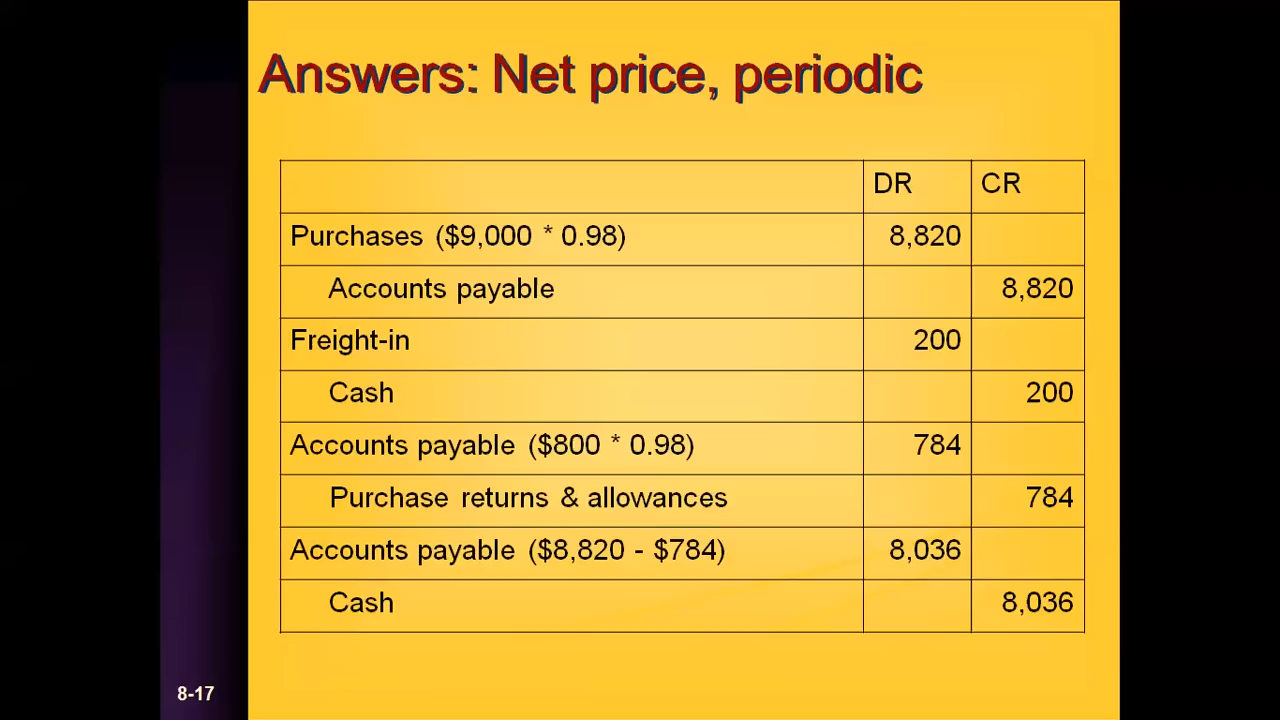 Answers: Net price, periodic
DR CR
Purchases ($9,000 * 0.98) 8,820
Accounts payable 8,820
Freight-in 200
Cash 200
Accounts payable ($800 * 0.98) 784
Purchase returns & allowances 784
Accounts payable ($8,820 - $784) 8,036
Cash 8,036
8-17